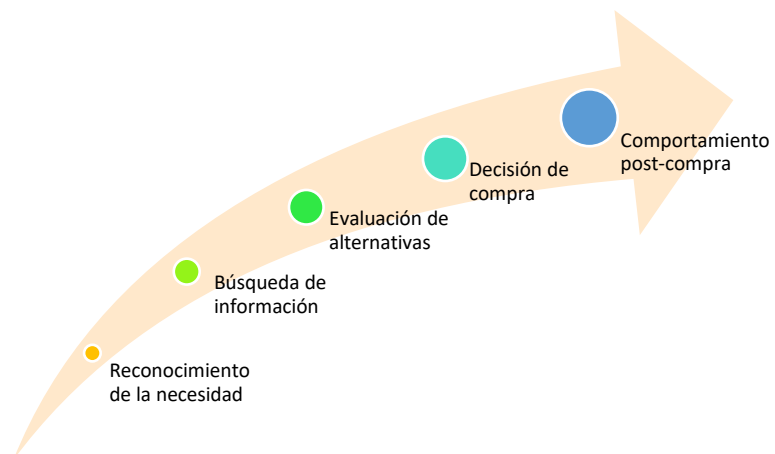 Reconocimiento
de la necesidad
Búsqueda de
información
Evaluación de
alternativas
Decisión de
compra
Comportamiento
post-compra